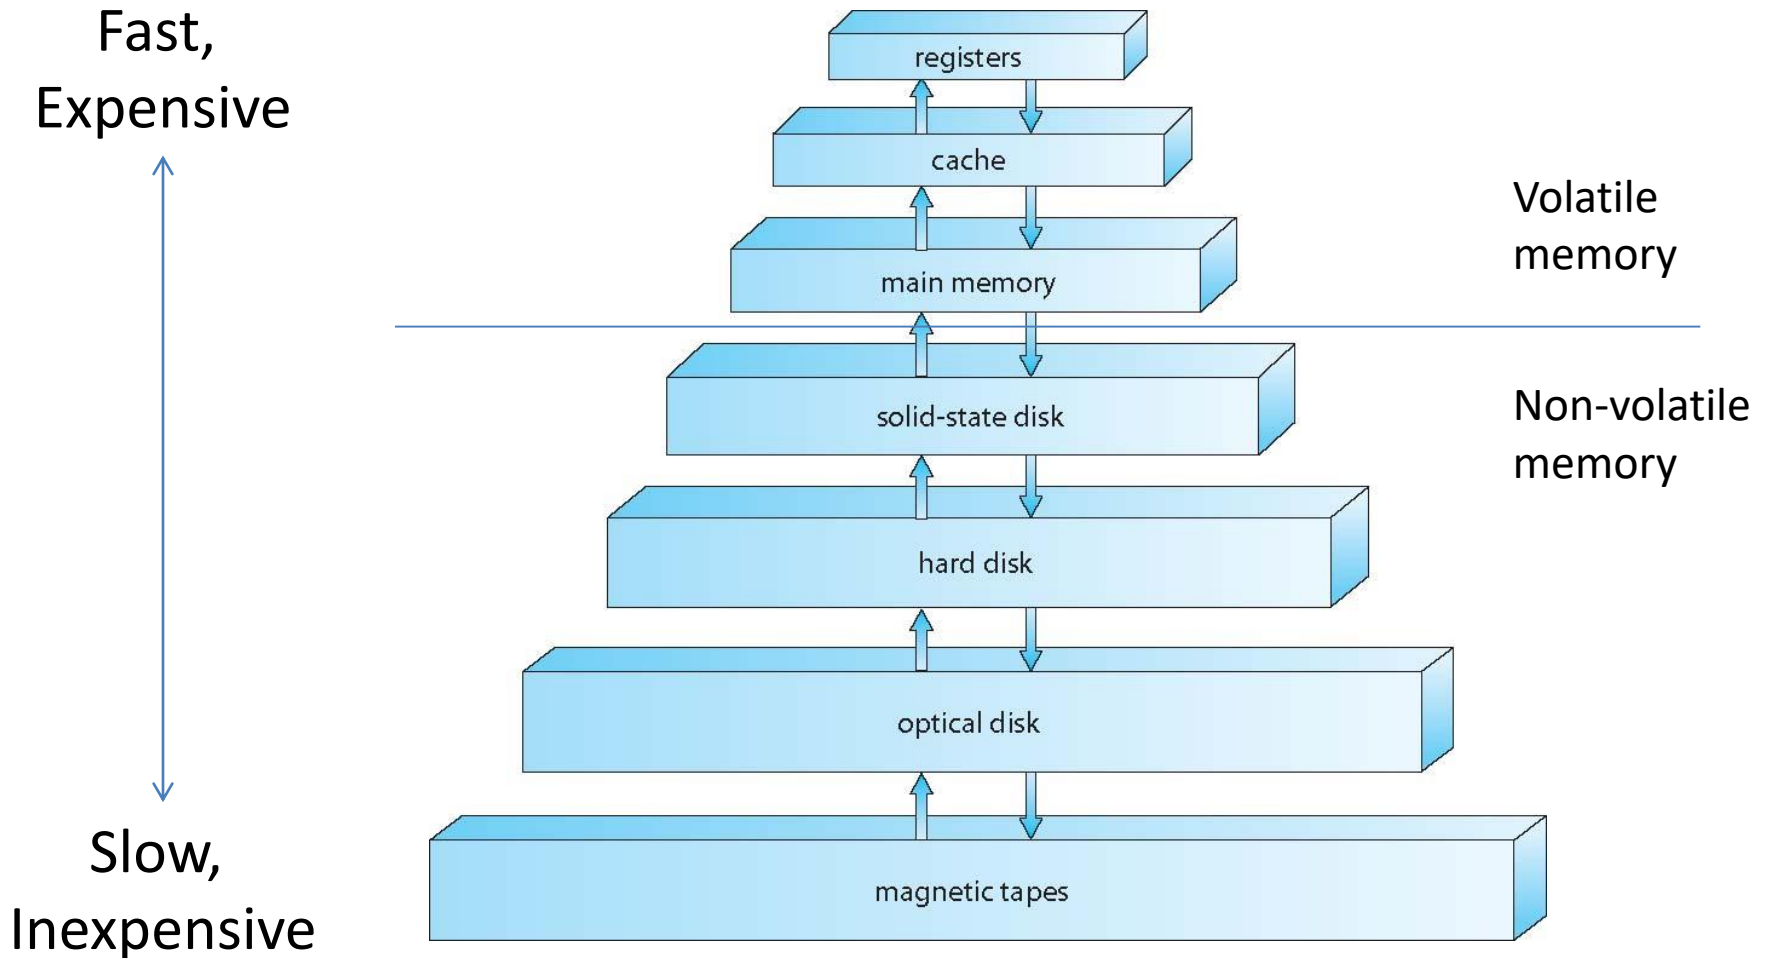 Fast,
Expensive
registers
cache
Volatile
memory
main memory
solid-state disk
Non-volatile
memory
hard disk
optical disk
Slow,
Inexpensive
magnetic tapes